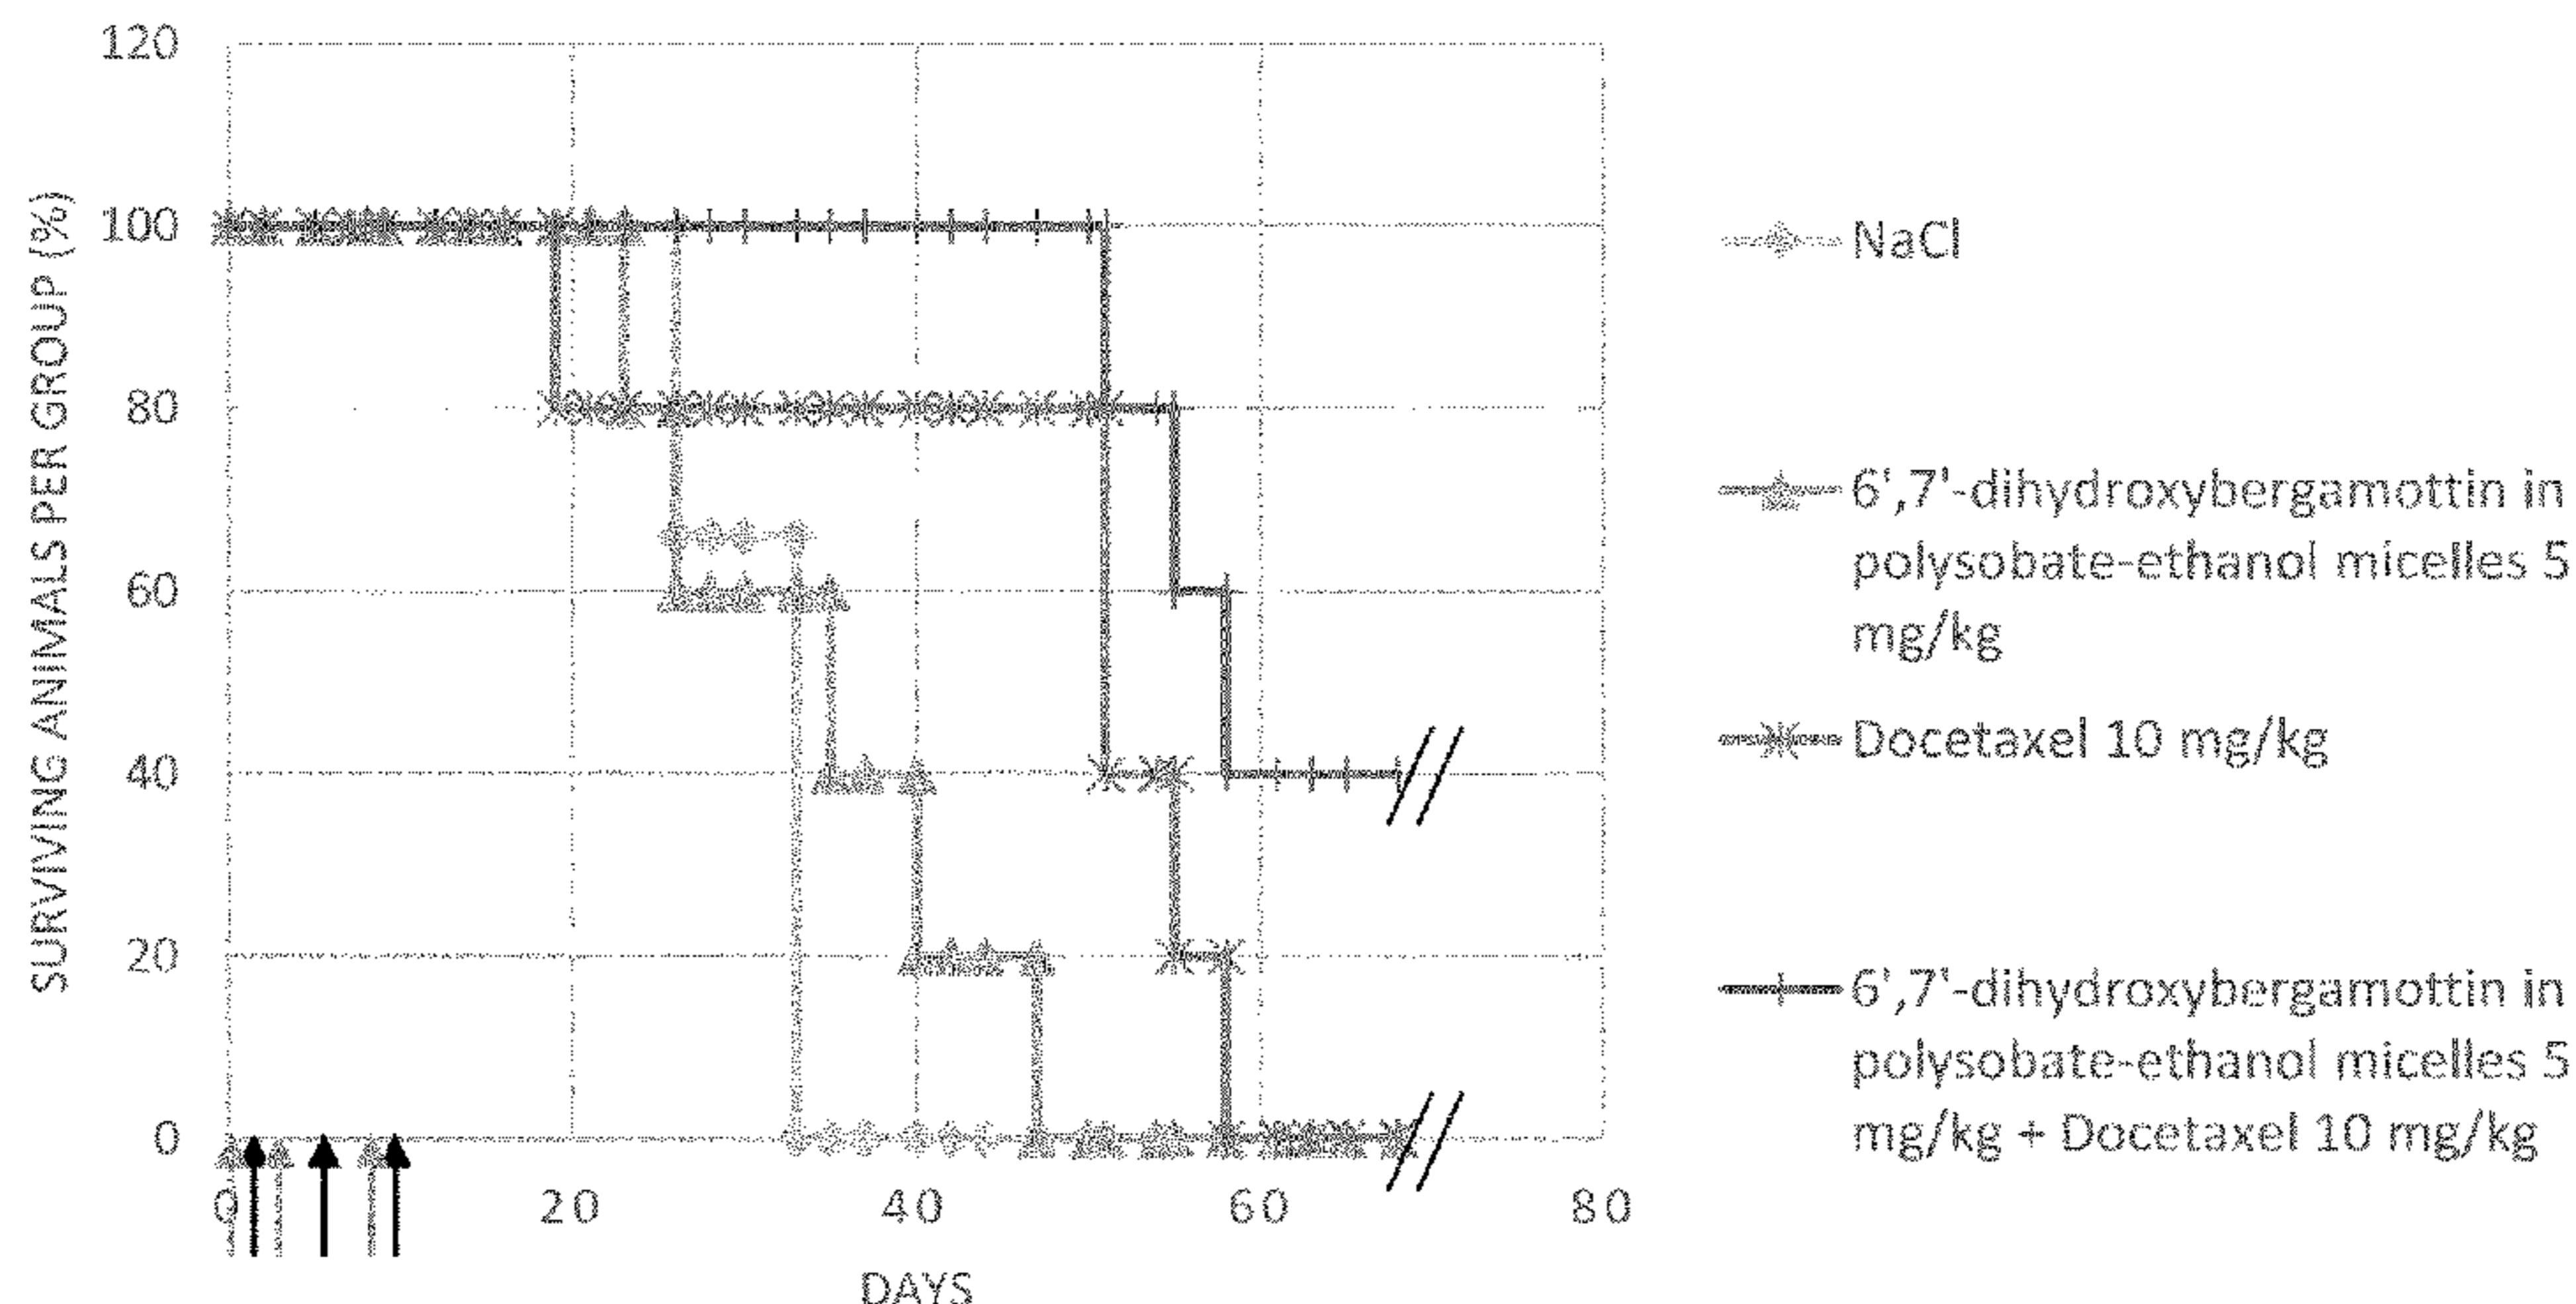 SURVIVING ANIMALS PER GROUP (%)
120
100
80
60
40
20
0
0 20 40 60 80
DAYS
NaCl
6',7'-dihydroxybergamottin in
polysobate-ethanol micelles 5
mg/kg
Docetaxel 10 mg/kg
6',7'-dihydroxybergamottin in
polysobate-ethanol micelles 5
mg/kg + Docetaxel 10 mg/kg